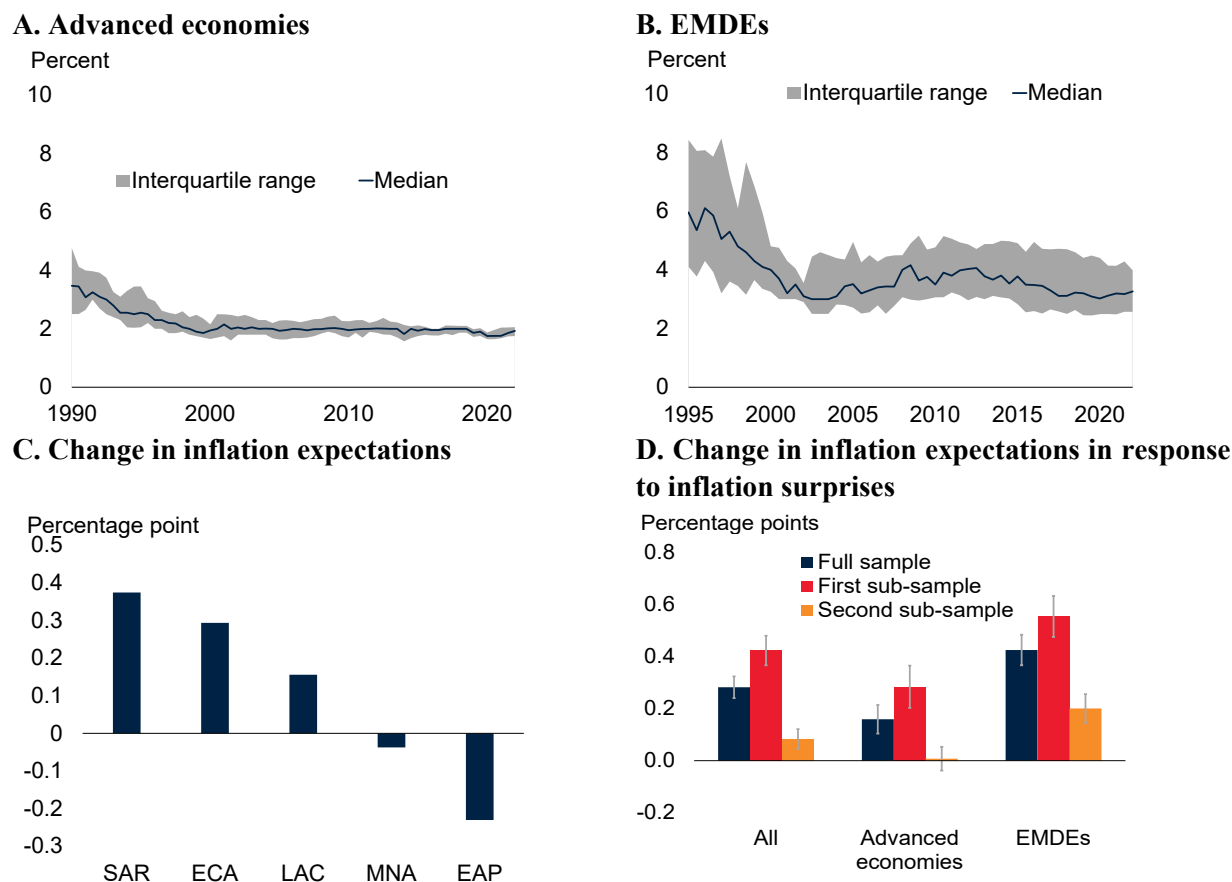 A. Advanced economies
Percent
10
8
6
4
2
0
Interquartile range
Median
1990
2000
2010
2020
B. EMDEs
Percent
10
8
6
4
2
0
Interquartile range
Median
1995
2000
2005
2010
2015
2020
C. Change in inflation expectations
Percentage point
0.5
0.4
0.3
0.2
0.1
0
-0.1
-0.2
-0.3
SAR
ECA
LAC
MNA
EAP
D. Change in inflation expectations in response
to inflation surprises
Percentage points
0.8
0.6
0.4
0.2
0.0
-0.2
Full sample
First sub-sample
Second sub-sample
All
Advanced
economies
EMDEs